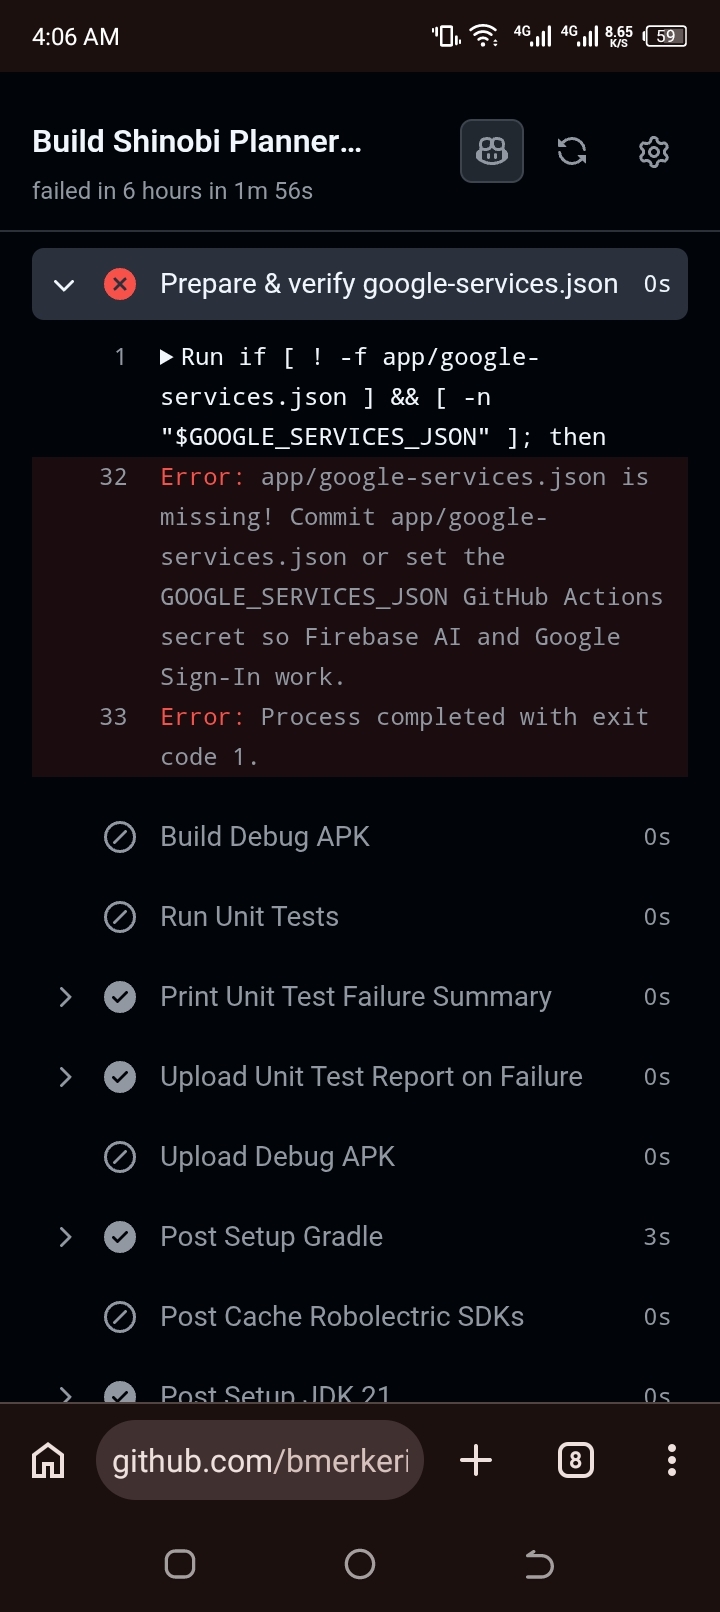 4:06 AM
4G 4G 8.65 K/S 59
Build Shinobi Planner...
failed in 6 hours in 1m 56s
Prepare & verify google-services.json 0s
1 Run if [ ! -f app/google-
services.json ] && [ -n
"$GOOGLE_SERVICES_JSON" ]; then
32 Error: app/google-services.json is
missing! Commit app/google-
services.json or set the
GOOGLE_SERVICES_JSON GitHub Actions
secret so Firebase AI and Google
Sign-In work.
33 Error: Process completed with exit
code 1.
Build Debug APK 0s
Run Unit Tests 0s
Print Unit Test Failure Summary 0s
Upload Unit Test Report on Failure 0s
Upload Debug APK 0s
Post Setup Gradle 3s
Post Cache Robolectric SDKs 0s
Post Setup JDK 21 0s
github.com/bmerkeri
8